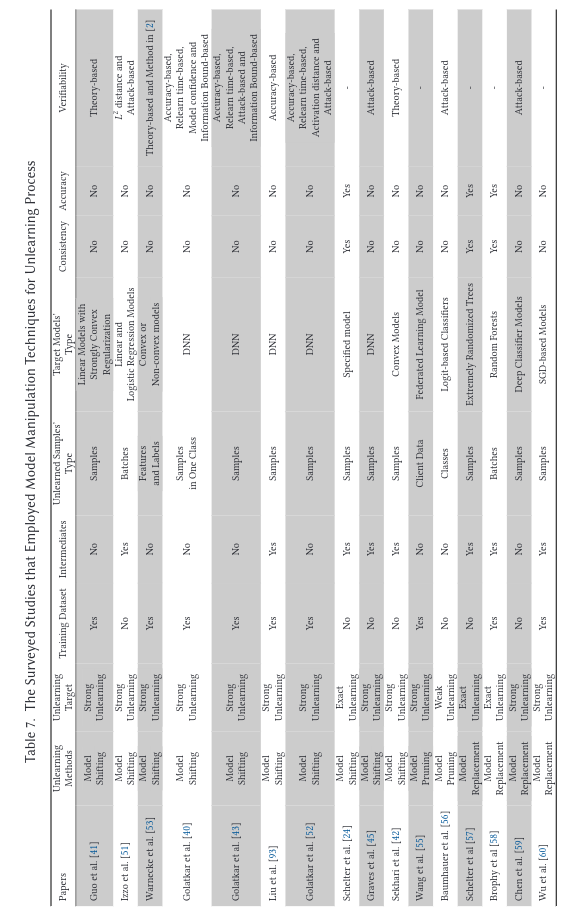 Table 7. The Surveyed Studies that Employed Model Manipulation Techniques for Unlearning Process
Papers Unlearning Methods Unlearning Target Training Dataset Intermediates Unlearned Samples' Type Target Models' Type Consistency Accuracy Verifiability
Guo et al. [41] Model Shifting Strong Unlearning Yes No Samples Linear Models with Strongly Convex Regularization No No Theory-based
Izzo et al. [51] Model Shifting Strong Unlearning No Yes Batches Linear and Logistic Regression Models No No L² distance and Attack-based
Warnecke et al. [53] Model Shifting Strong Unlearning Yes No Features and Labels Convex or Non-convex models No No Theory-based and Method in [2]
Golatkar et al. [40] Model Shifting Strong Unlearning Yes No Samples in One Class DNN No No Accuracy-based, Relearn time-based, Model confidence and Information Bound-based
Golatkar et al. [43] Model Shifting Strong Unlearning Yes No Samples DNN No No Accuracy-based, Relearn time-based, Attack-based and Information Bound-based
Liu et al. [93] Model Shifting Strong Unlearning Yes Yes Samples DNN No No Accuracy-based
Golatkar et al. [52] Model Shifting Strong Unlearning Yes No Samples DNN No No Accuracy-based, Relearn time-based, Activation distance and Attack-based
Schelter et al. [24] Model Shifting Exact Unlearning No Yes Samples Specified model Yes Yes -
Graves et al. [45] Model Shifting Strong Unlearning No Yes Samples DNN No No Attack-based
Sekhari et al. [42] Model Shifting Strong Unlearning No Yes Samples Convex Models No No Theory-based
Wang et al. [55] Model Pruning Strong Unlearning Yes No Client Data Federated Learning Model No No -
Baumhauer et al. [56] Model Pruning Weak Unlearning No No Classes Logit-based Classifiers No No Attack-based
Schelter et al [57] Model Replacement Exact Unlearning No Yes Samples Extremely Randomized Trees Yes Yes -
Brophy et al. [58] Model Replacement Exact Unlearning Yes Yes Batches Random Forests Yes Yes -
Chen et al. [59] Model Replacement Strong Unlearning No No Samples Deep Classifier Models No No Attack-based
Wu et al. [60] Model Replacement Strong Unlearning Yes Yes Samples SGD-based Models No No -